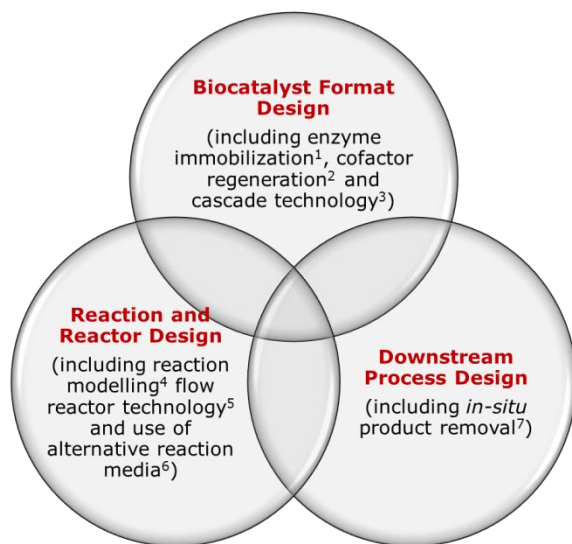 Biocatalyst Format
Design
(including enzyme
immobilization¹, cofactor
regeneration² and
cascade technology³)
Reaction and
Reactor Design
(including reaction
modelling⁴ flow
reactor technology⁵
and use of
alternative reaction
media⁶)
Downstream
Process Design
(including in-situ
product removal⁷)